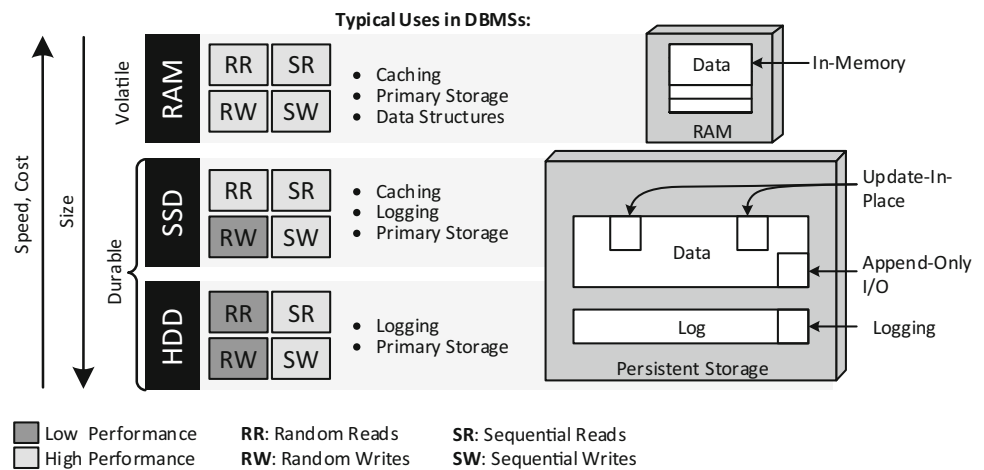 Typical Uses in DBMSs:
Speed, Cost
Size
Volatile
RAM
RR SR
RW SW
• Caching
• Primary Storage
• Data Structures
Data
In-Memory
RAM
Durable
SSD
RR SR
RW SW
• Caching
• Logging
• Primary Storage
HDD
RR SR
RW SW
• Logging
• Primary Storage
Update-In-
Place
Data
Append-Only
I/O
Log
Logging
Persistent Storage
Low Performance RR: Random Reads SR: Sequential Reads
High Performance RW: Random Writes SW: Sequential Writes